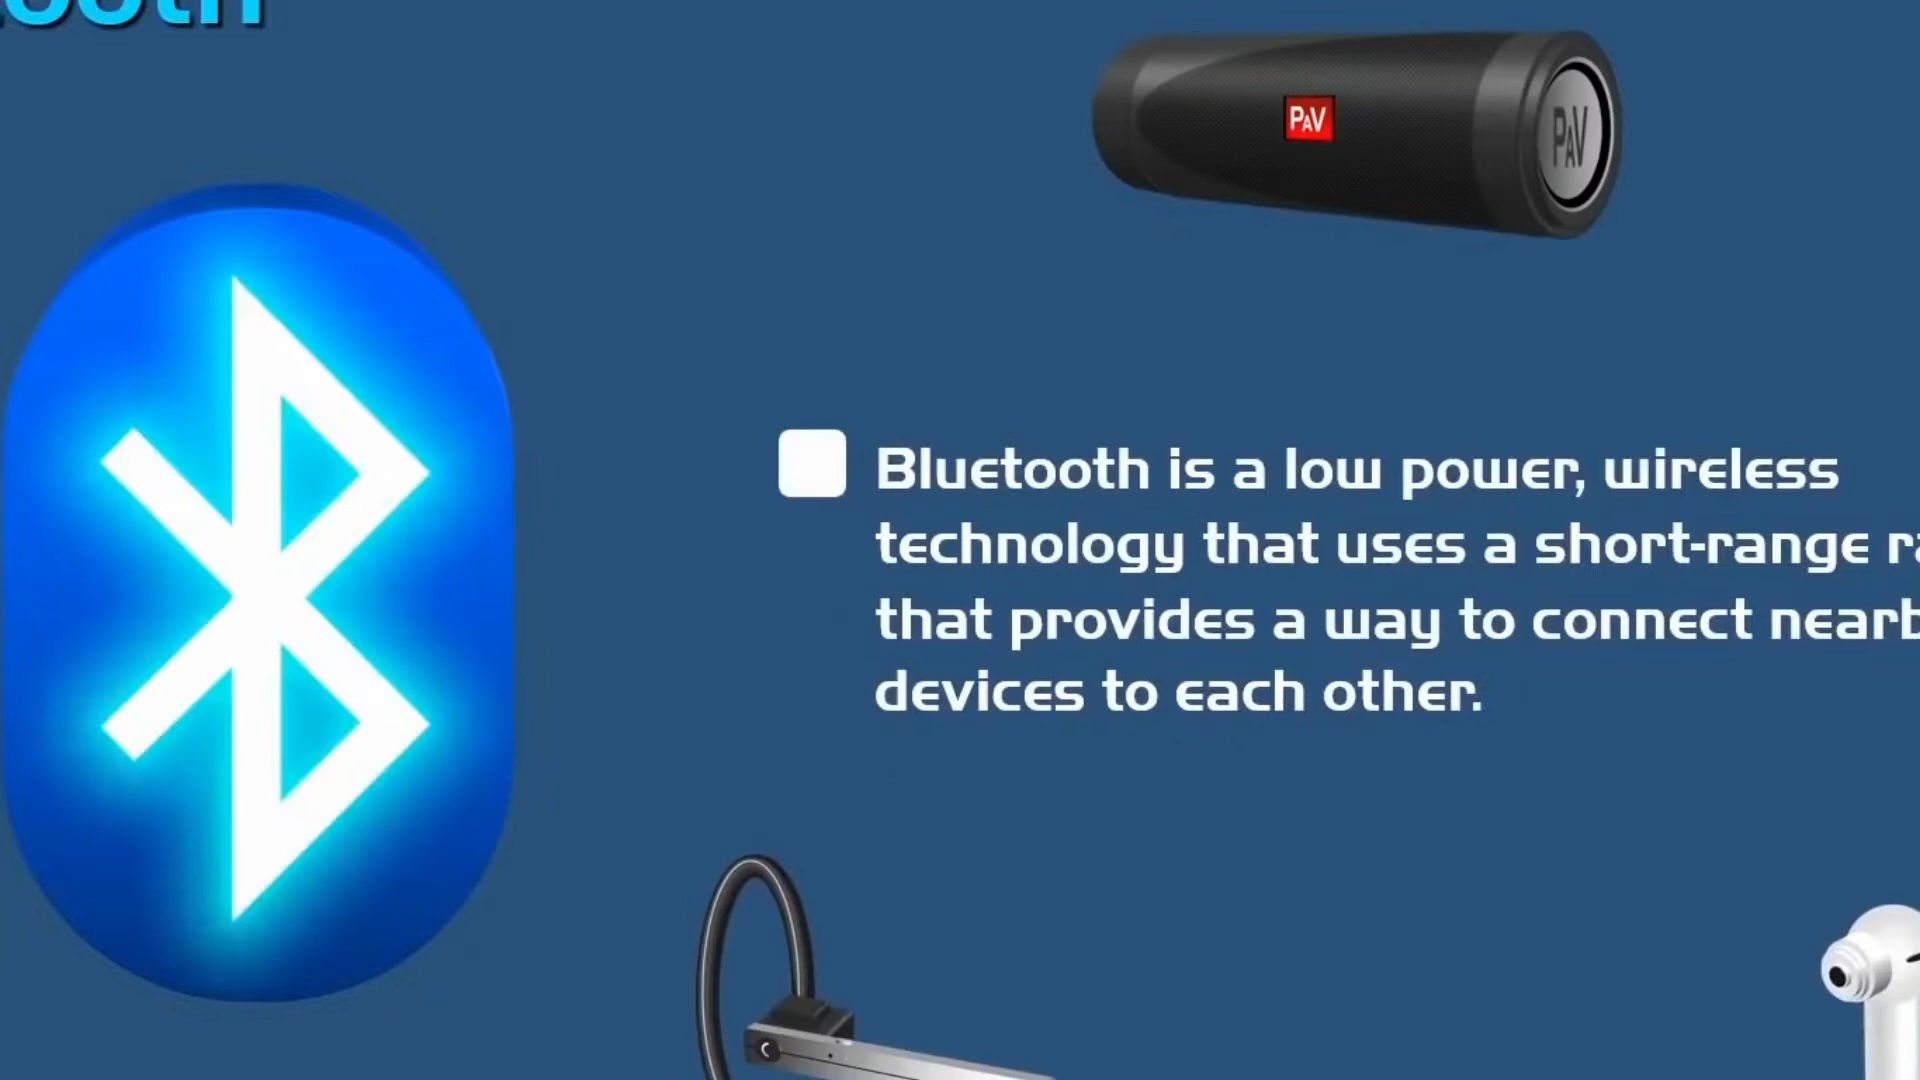 PAV
PAV
Bluetooth is a low power, wireless
technology that uses a short-range
that provides a way to connect
devices to each other.